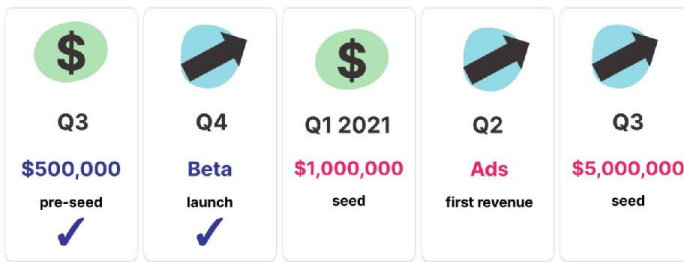 $
Q3
$500,000
pre-seed
Q4
Beta
launch
$
Q1 2021
$1,000,000
seed
Q2
Ads
first revenue
Q3
$5,000,000
seed